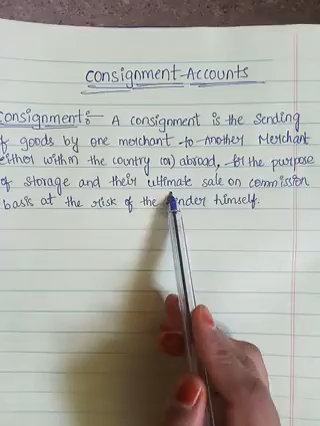 Consignment Accounts
Consignment:- A consignment is the sending
of goods by one merchant to Another Merchant
either within the country (or) abroad, for the purpose
of storage and their ultimate sale on commission
basis at the risk of the himself.